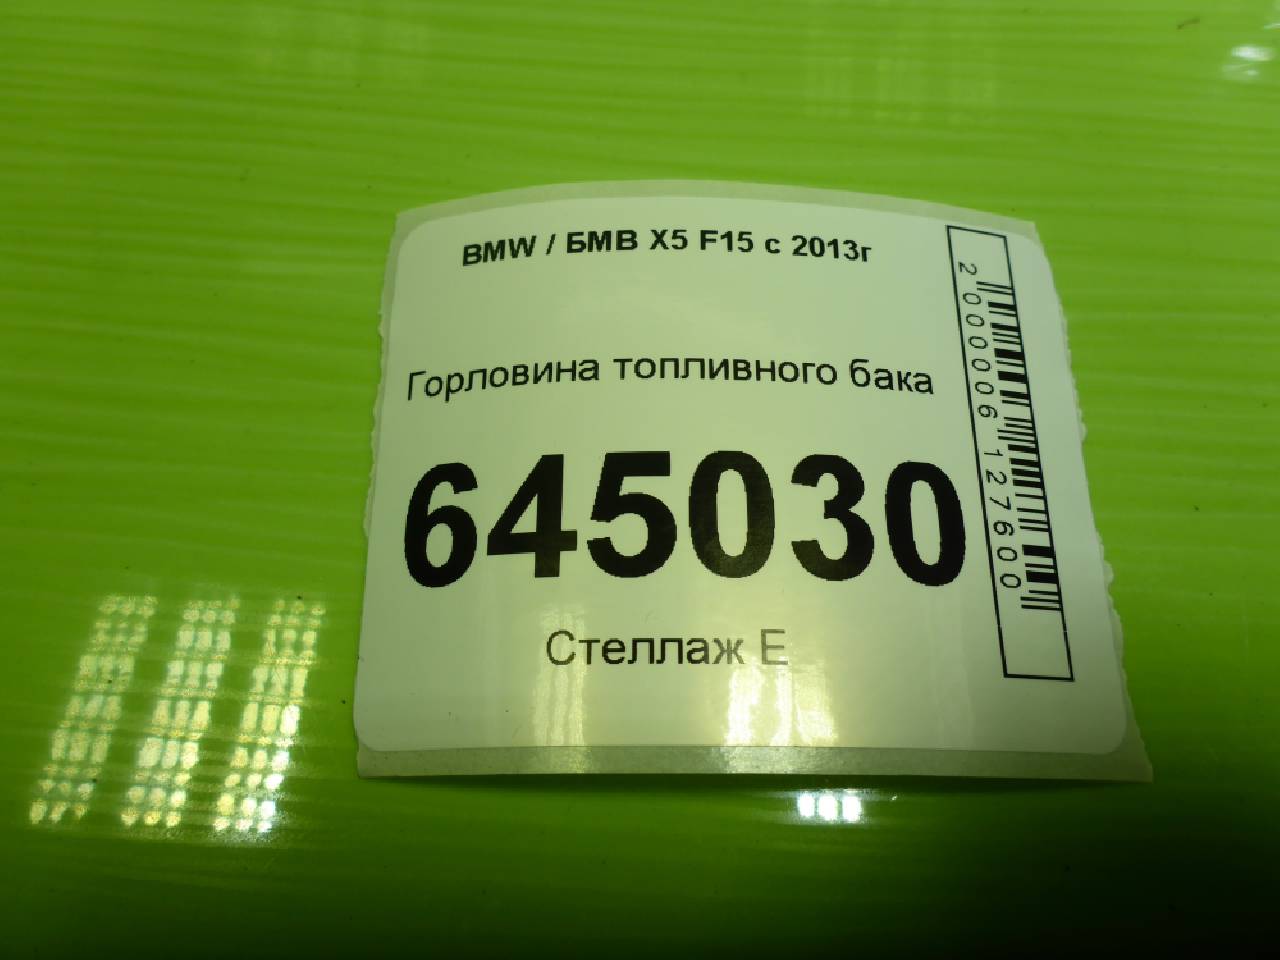 BMW / БМВ X5 F15 с 2013г
Горловина топливного бака
645030
Стеллаж Е
2000006127600